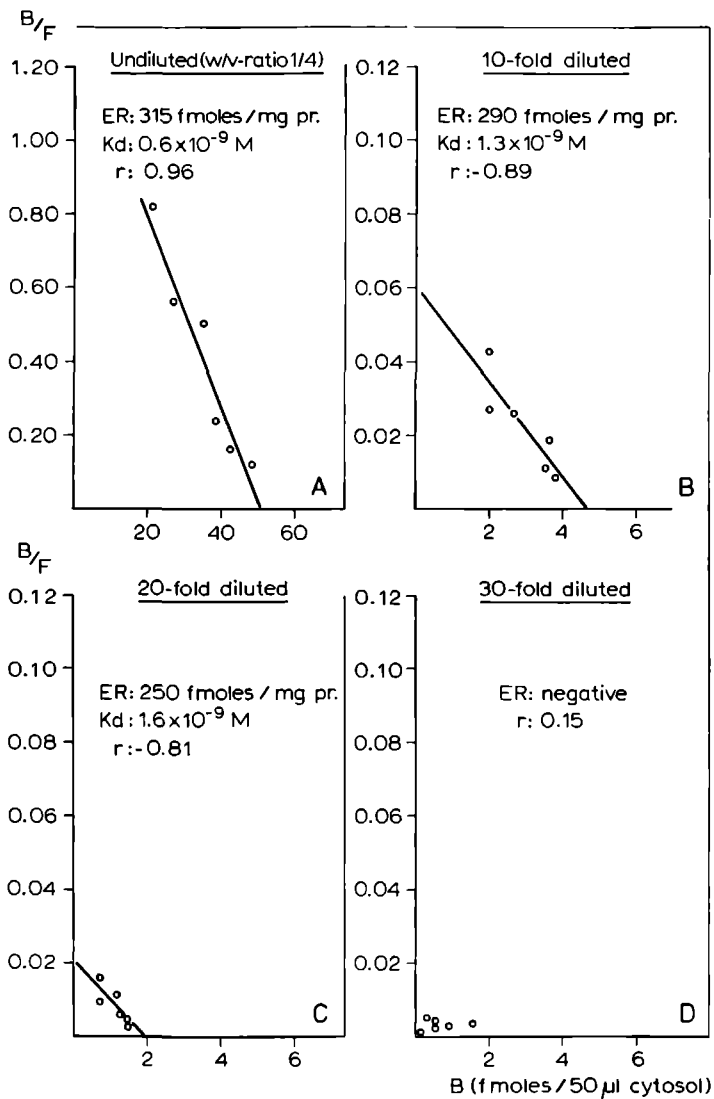 B/F
Undiluted (w/v-ratio 1/4)
1.20
1.00
0.80
0.60
0.40
0.20
ER: 315 fmoles / mg pr.
Kd: 0.6x10⁻⁹ M
r: 0.96
A
20 40 60
10-fold diluted
0.12
0.10
0.08
0.06
0.04
0.02
ER: 290 fmoles / mg pr.
Kd: 1.3x10⁻⁹ M
r:-0.89
B
2 4 6
B/F
20-fold diluted
0.12
0.10
0.08
0.06
0.04
0.02
ER: 250 fmoles / mg pr.
Kd: 1.6x10⁻⁹ M
r:-0.81
C
2 4 6
30-fold diluted
0.12
0.10
0.08
0.06
0.04
0.02
ER: negative
r: 0.15
D
2 4 6
B (fmoles/50 µl cytosol)